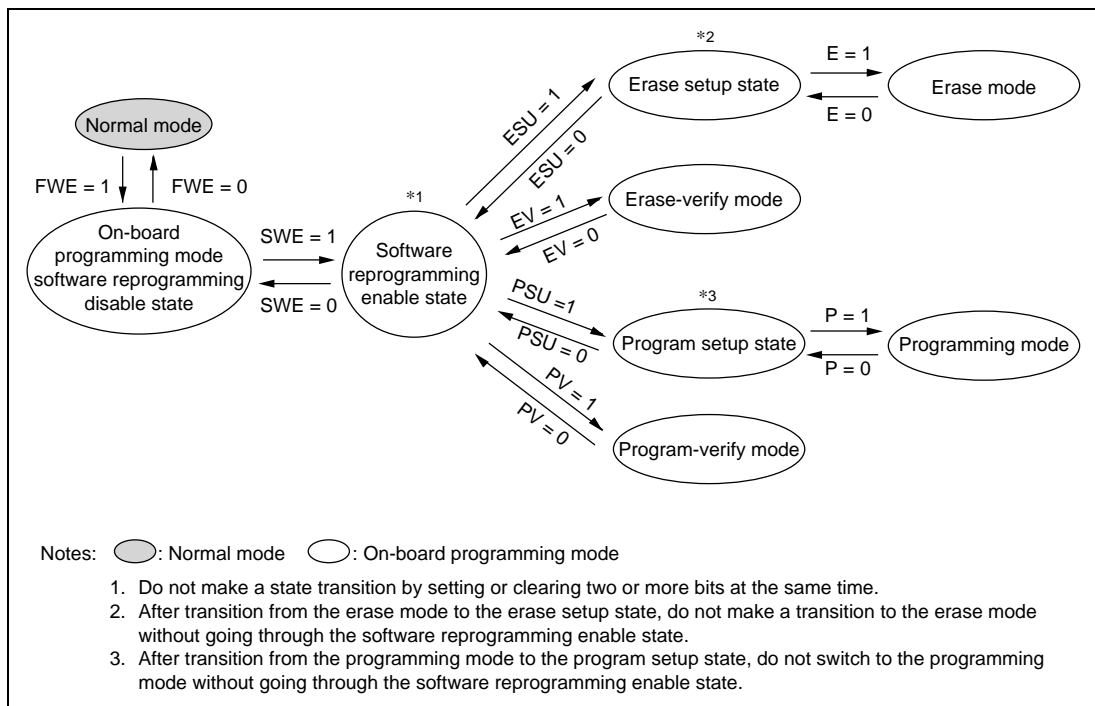 *2
Erase setup state
E = 1
E = 0
Erase mode
Normal mode
FWE = 1
FWE = 0
ESU = 1
ESU = 0
*1
EV = 1
EV = 0
Erase-verify mode
On-board
programming mode
software reprogramming
disable state
SWE = 1
SWE = 0
Software
reprogramming
enable state
PSU =1
PSU = 0
*3
Program setup state
P = 1
P = 0
Programming mode
PV = 1
PV = 0
Program-verify mode
Notes: : Normal mode : On-board programming mode
1. Do not make a state transition by setting or clearing two or more bits at the same time.
2. After transition from the erase mode to the erase setup state, do not make a transition to the erase mode
without going through the software reprogramming enable state.
3. After transition from the programming mode to the program setup state, do not switch to the programming
mode without going through the software reprogramming enable state.